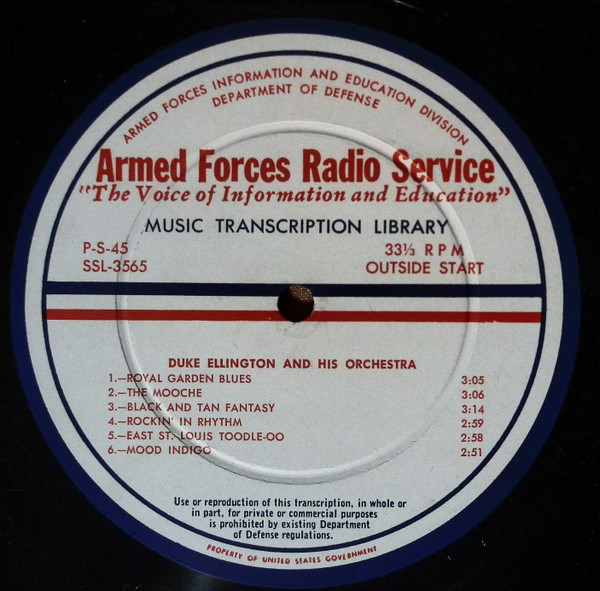 ARMED FORCES INFORMATION AND EDUCATION DIVISION
DEPARTMENT OF DEFENSE
Armed Forces Radio Service
"The Voice of Information and Education"
MUSIC TRANSCRIPTION LIBRARY
P-S-45 33⅓ R P M
SSL-3565 OUTSIDE START
DUKE ELLINGTON AND HIS ORCHESTRA
1.—ROYAL GARDEN BLUES 3:05
2.—THE MOOCHE 3:06
3.—BLACK AND TAN FANTASY 3:14
4.—ROCKIN' IN RHYTHM 2:59
5.—EAST ST. LOUIS TOODLE-OO 2:58
6.—MOOD INDIGO 2:51
Use or reproduction of this transcription, in whole or
in part, for private or commercial purposes
is prohibited by existing Department
of Defense regulations.
PROPERTY OF UNITED STATES GOVERNMENT